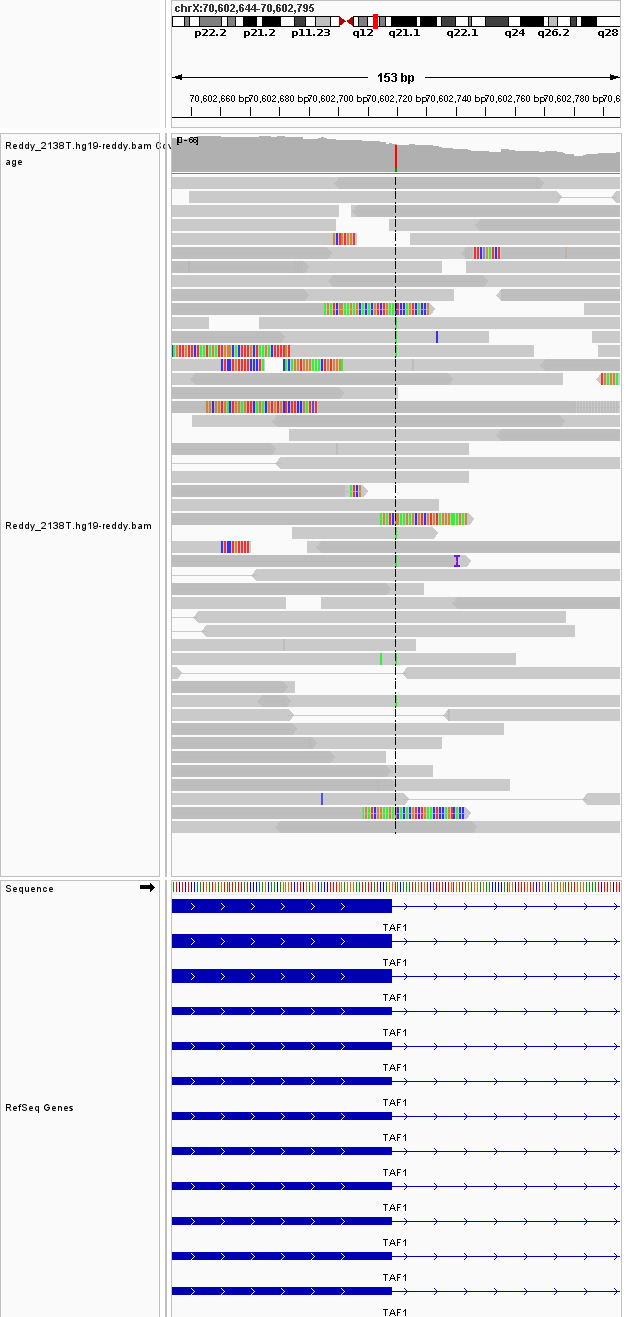 chrX:70,602,644-70,602,795
p22.2 p21.2 p11.23 q12 q21.1 q22.1 q24 q26.2 q28
153 bp
70,602,660 bp 70,602,680 bp 70,602,700 bp 70,602,720 bp 70,602,740 bp 70,602,760 bp 70,602,780 bp 70,6
Reddy_2138T.hg19-reddy.bam Cov
age
Reddy_2138T.hg19-reddy.bam
Sequence
TAF1
TAF1
TAF1
TAF1
TAF1
TAF1
RefSeq Genes
TAF1
TAF1
TAF1
TAF1
TAF1
TAF1